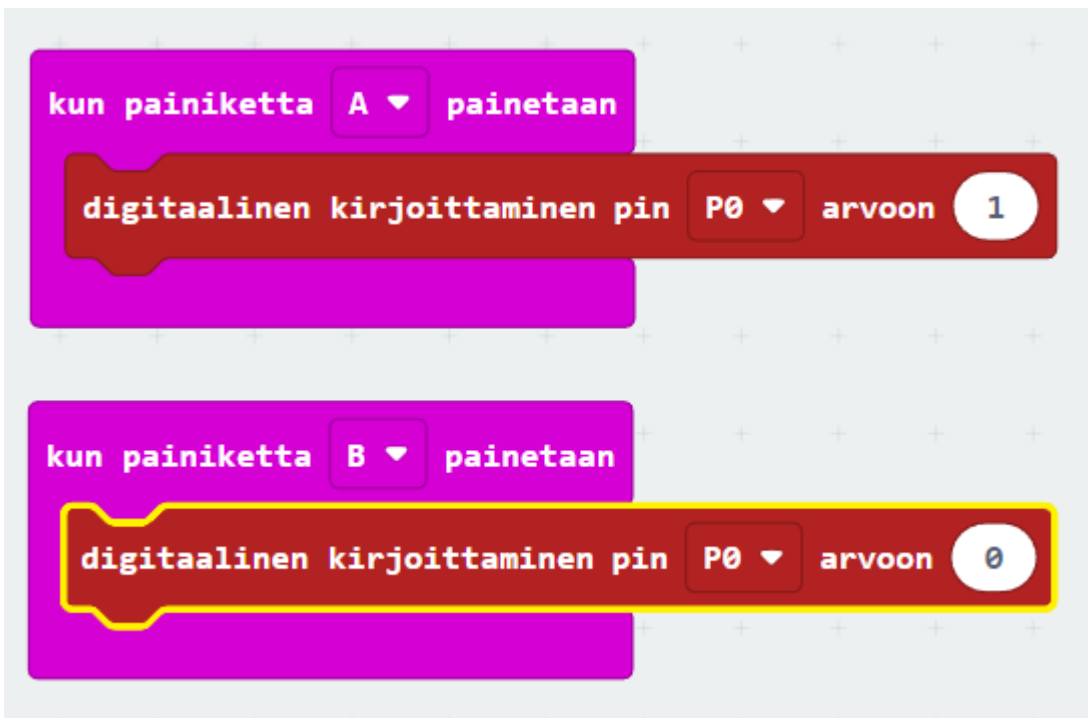 kun painiketta A painetaan
digitaalinen kirjoittaminen pin P0 arvoon 1
kun painiketta B painetaan
digitaalinen kirjoittaminen pin P0 arvoon 0